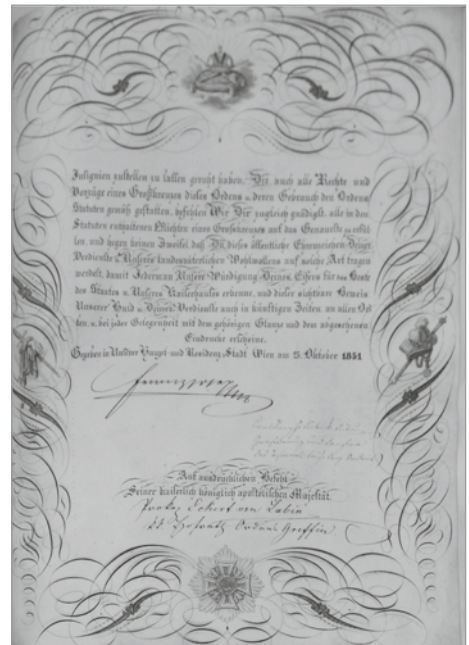 Insignien zustellen zu lassen geruht haben, Dir auch alle Rechte und
Vorzüge eines Großkreuzes dieses Ordens u. deren Gebrauch den Ordens
Statuten gemäß gestatten, befehlen Wir Dir zugleich gnädigst, alle in den
Statuten enthaltenen Pflichten eines Großkreuzes auf das Genaueste zu erfül-
len, und hegen keinen Zweifel daß Du dieses öffentliche Ehrenzeichen Deiner
Verdienste u. Unseres landesväterlichen Wohlwollens auf solche Art tragen
werdest, damit Jedermann Unsere Würdigung Deines Eifers für das Beste
des Staates u. Unseres Kaiserhauses erkenne, und dieser sichtbare Beweis
Unserer Huld u. Deiner Verdienste auch in künftigen Zeiten, an allen Or-
ten, u. bei jeder Gelegenheit mit dem gehörigen Glanze und dem abgesehenen
Eindrucke erscheine.
Gegeben in Unserer Haupt-und Residenz-Stadt Wien am 3. Oktober 1851
Franz Joseph
Auf ausdrücklichen Befehl
Seiner kaiserlich königlich apostolischen Majestät